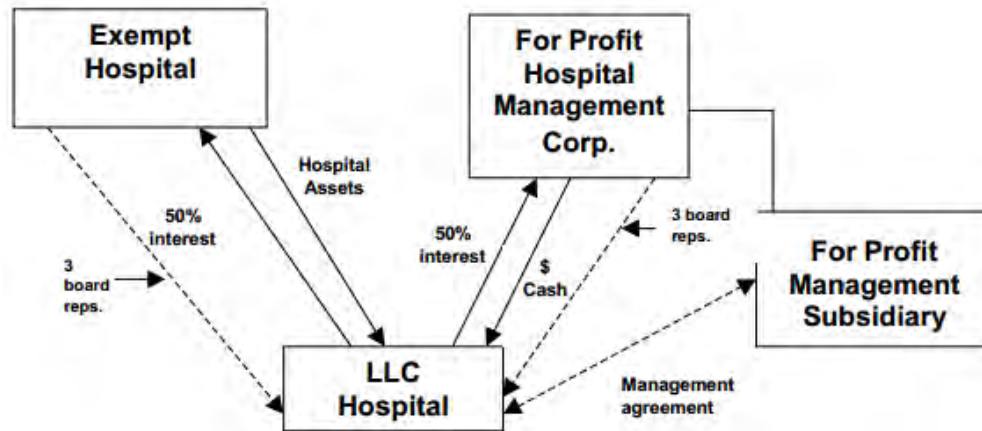 Exempt
Hospital
For Profit
Hospital
Management
Corp.
Hospital
Assets
50%
interest
3
board
reps.
50%
interest
$
Cash
3 board
reps.
For Profit
Management
Subsidiary
LLC
Hospital
Management
agreement